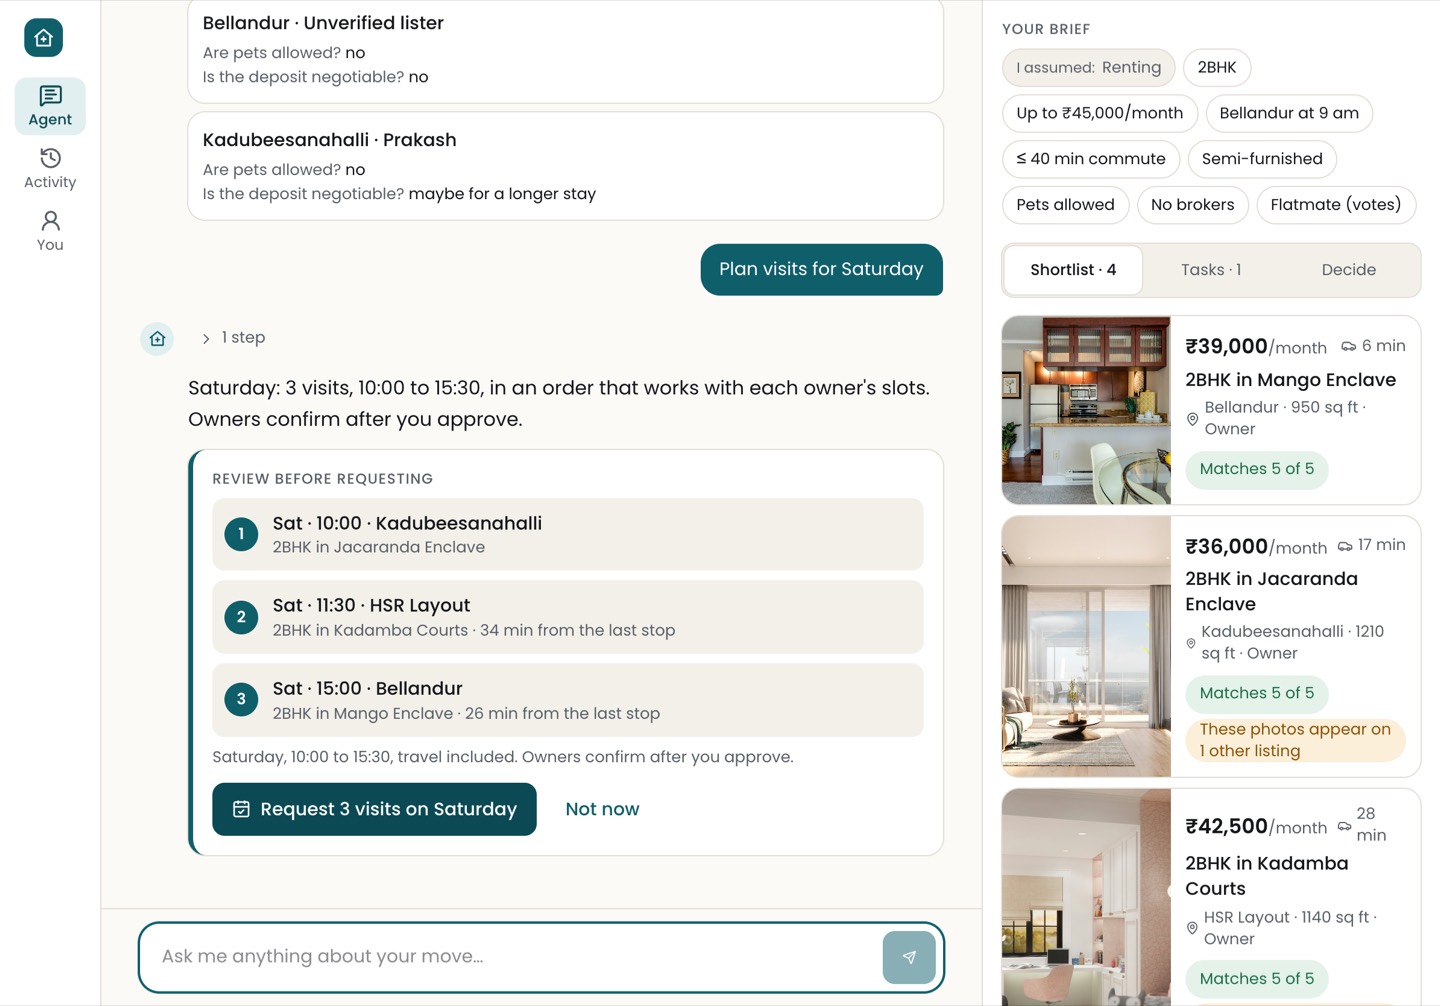 Agent
Activity
You
Bellandur · Unverified lister
Are pets allowed? no
Is the deposit negotiable? no
Kadubeesanahalli · Prakash
Are pets allowed? no
Is the deposit negotiable? maybe for a longer stay
Plan visits for Saturday
1 step
Saturday: 3 visits, 10:00 to 15:30, in an order that works with each owner's slots.
Owners confirm after you approve.
REVIEW BEFORE REQUESTING
1
Sat · 10:00 · Kadubeesanahalli
2BHK in Jacaranda Enclave
2
Sat · 11:30 · HSR Layout
2BHK in Kadamba Courts · 34 min from the last stop
3
Sat · 15:00 · Bellandur
2BHK in Mango Enclave · 26 min from the last stop
Saturday, 10:00 to 15:30, travel included. Owners confirm after you approve.
Request 3 visits on Saturday
Not now
Ask me anything about your move...
YOUR BRIEF
I assumed: Renting
2BHK
Up to ₹45,000/month
Bellandur at 9 am
≤ 40 min commute
Semi-furnished
Pets allowed
No brokers
Flatmate (votes)
Shortlist · 4
Tasks · 1
Decide
₹39,000/month
6 min
2BHK in Mango Enclave
Bellandur · 950 sq ft ·
Owner
Matches 5 of 5
₹36,000/month
17 min
2BHK in Jacaranda
Enclave
Kadubeesanahalli · 1210
sq ft · Owner
Matches 5 of 5
These photos appear on
1 other listing
₹42,500/month
28
min
2BHK in Kadamba
Courts
HSR Layout · 1140 sq ft ·
Owner
Matches 5 of 5